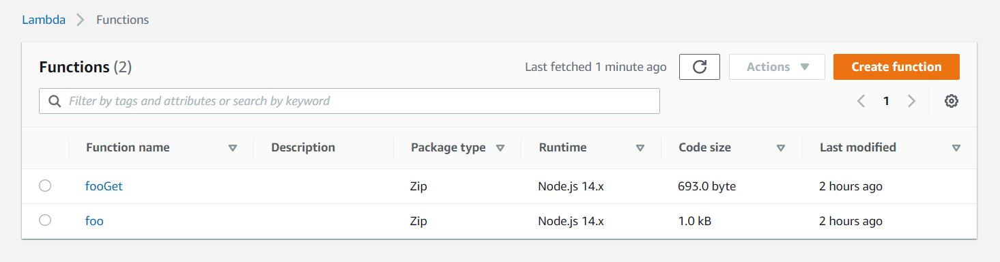 Lambda > Functions
Functions (2) Last fetched 1 minute ago Actions Create function
Filter by tags and attributes or search by keyword 1
Function name Description Package type Runtime Code size Last modified
fooGet Zip Node.js 14.x 693.0 byte 2 hours ago
foo Zip Node.js 14.x 1.0 kB 2 hours ago